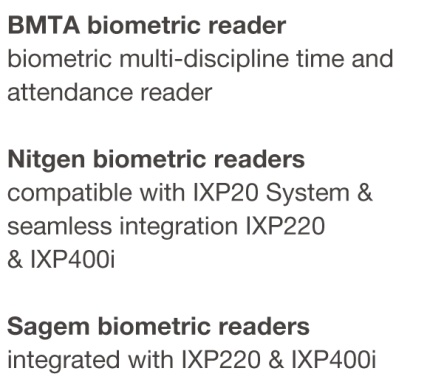 BMTA biometric reader
biometric multi-discipline time and
attendance reader
Nitgen biometric readers
compatible with IXP20 System &
seamless integration IXP220
& IXP400i
Sagem biometric readers
integrated with IXP220 & IXP400i